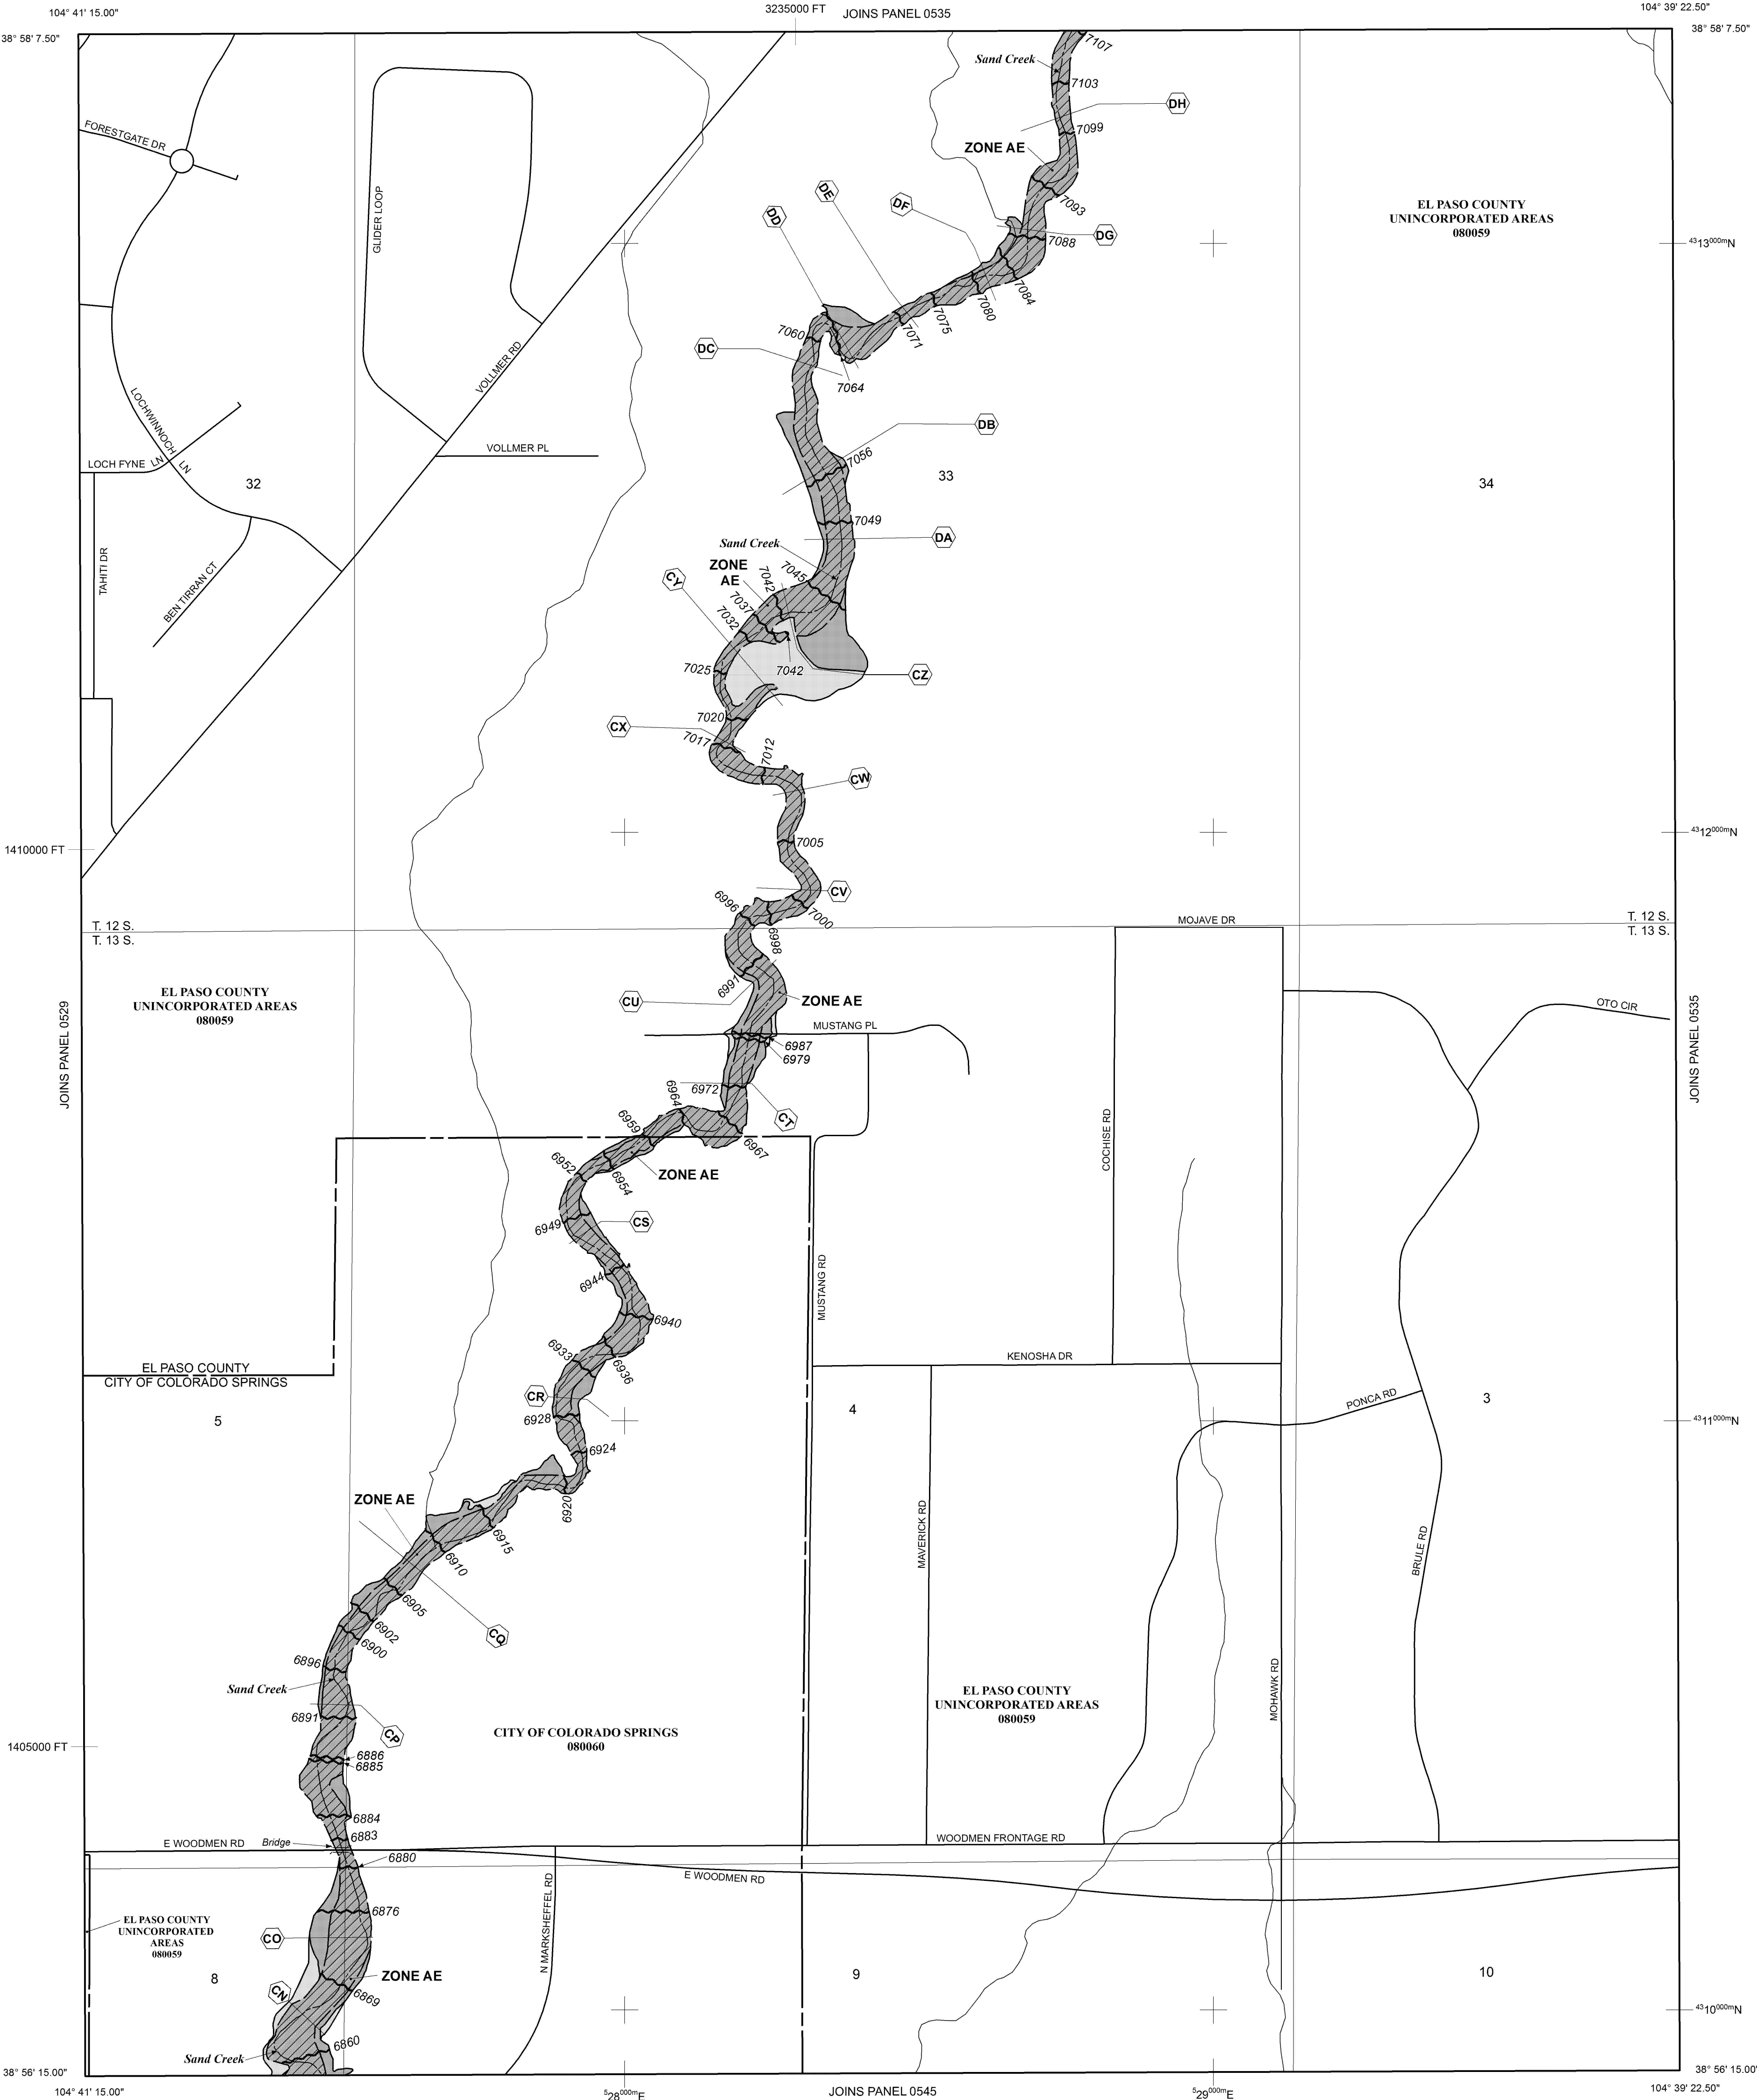 104° 41' 15.00"
3235000 FT
JOINS PANEL 0535
104° 39' 22.50"
38° 58' 7.50"
38° 58' 7.50"
7107
Sand Creek
7103
DH
7099
FORESTGATE DR
ZONE AE
DE
DF
7093
EL PASO COUNTY
UNINCORPORATED AREAS
080059
DD
GLIDER LOOP
DG
7088
4313000mN
7084
7080
7075
7071
7060
DC
VOLLMER RD
7064
LOCHWINNOCH
LN
DB
VOLLMER PL
7056
LOCH FYNE LN
32
33
34
7049
DA
Sand Creek
ZONE
AE
TAHITI DR
BEN TIRRAN CT
CY
7045
7042
7037
7032
7025
7042
CZ
7020
CX
7017
7012
CW
4312000mN
7005
1410000 FT
CV
6996
7000
MOJAVE DR
T. 12 S.
T. 13 S.
T. 12 S.
T. 13 S.
6998
6991
EL PASO COUNTY
UNINCORPORATED AREAS
080059
CU
ZONE AE
OTO CIR
MUSTANG PL
JOINS PANEL 0529
JOINS PANEL 0535
6987
6979
6972
6964
CT
6959
6967
COCHISE RD
6952
6954
ZONE AE
6949
CS
MUSTANG RD
6944
6940
6933
6936
KENOSHA DR
EL PASO COUNTY
CITY OF COLORADO SPRINGS
CR
PONCA RD
3
4
5
6928
4311000mN
6924
ZONE AE
6920
6915
MAVERICK RD
BRULE RD
6910
6905
6902
6900
CQ
6896
Sand Creek
MOHAWK RD
EL PASO COUNTY
UNINCORPORATED AREAS
080059
6891
CP
CITY OF COLORADO SPRINGS
080060
1405000 FT
6886
6885
6884
6883
E WOODMEN RD
Bridge
WOODMEN FRONTAGE RD
6880
E WOODMEN RD
6876
EL PASO COUNTY
UNINCORPORATED
AREAS
080059
CO
N MARKSHEFFEL RD
8
ZONE AE
9
10
CN
6869
4310000mN
6860
Sand Creek
38° 56' 15.00"
38° 56' 15.00"
104° 41' 15.00"
528000mE
JOINS PANEL 0545
529000mE
104° 39' 22.50"